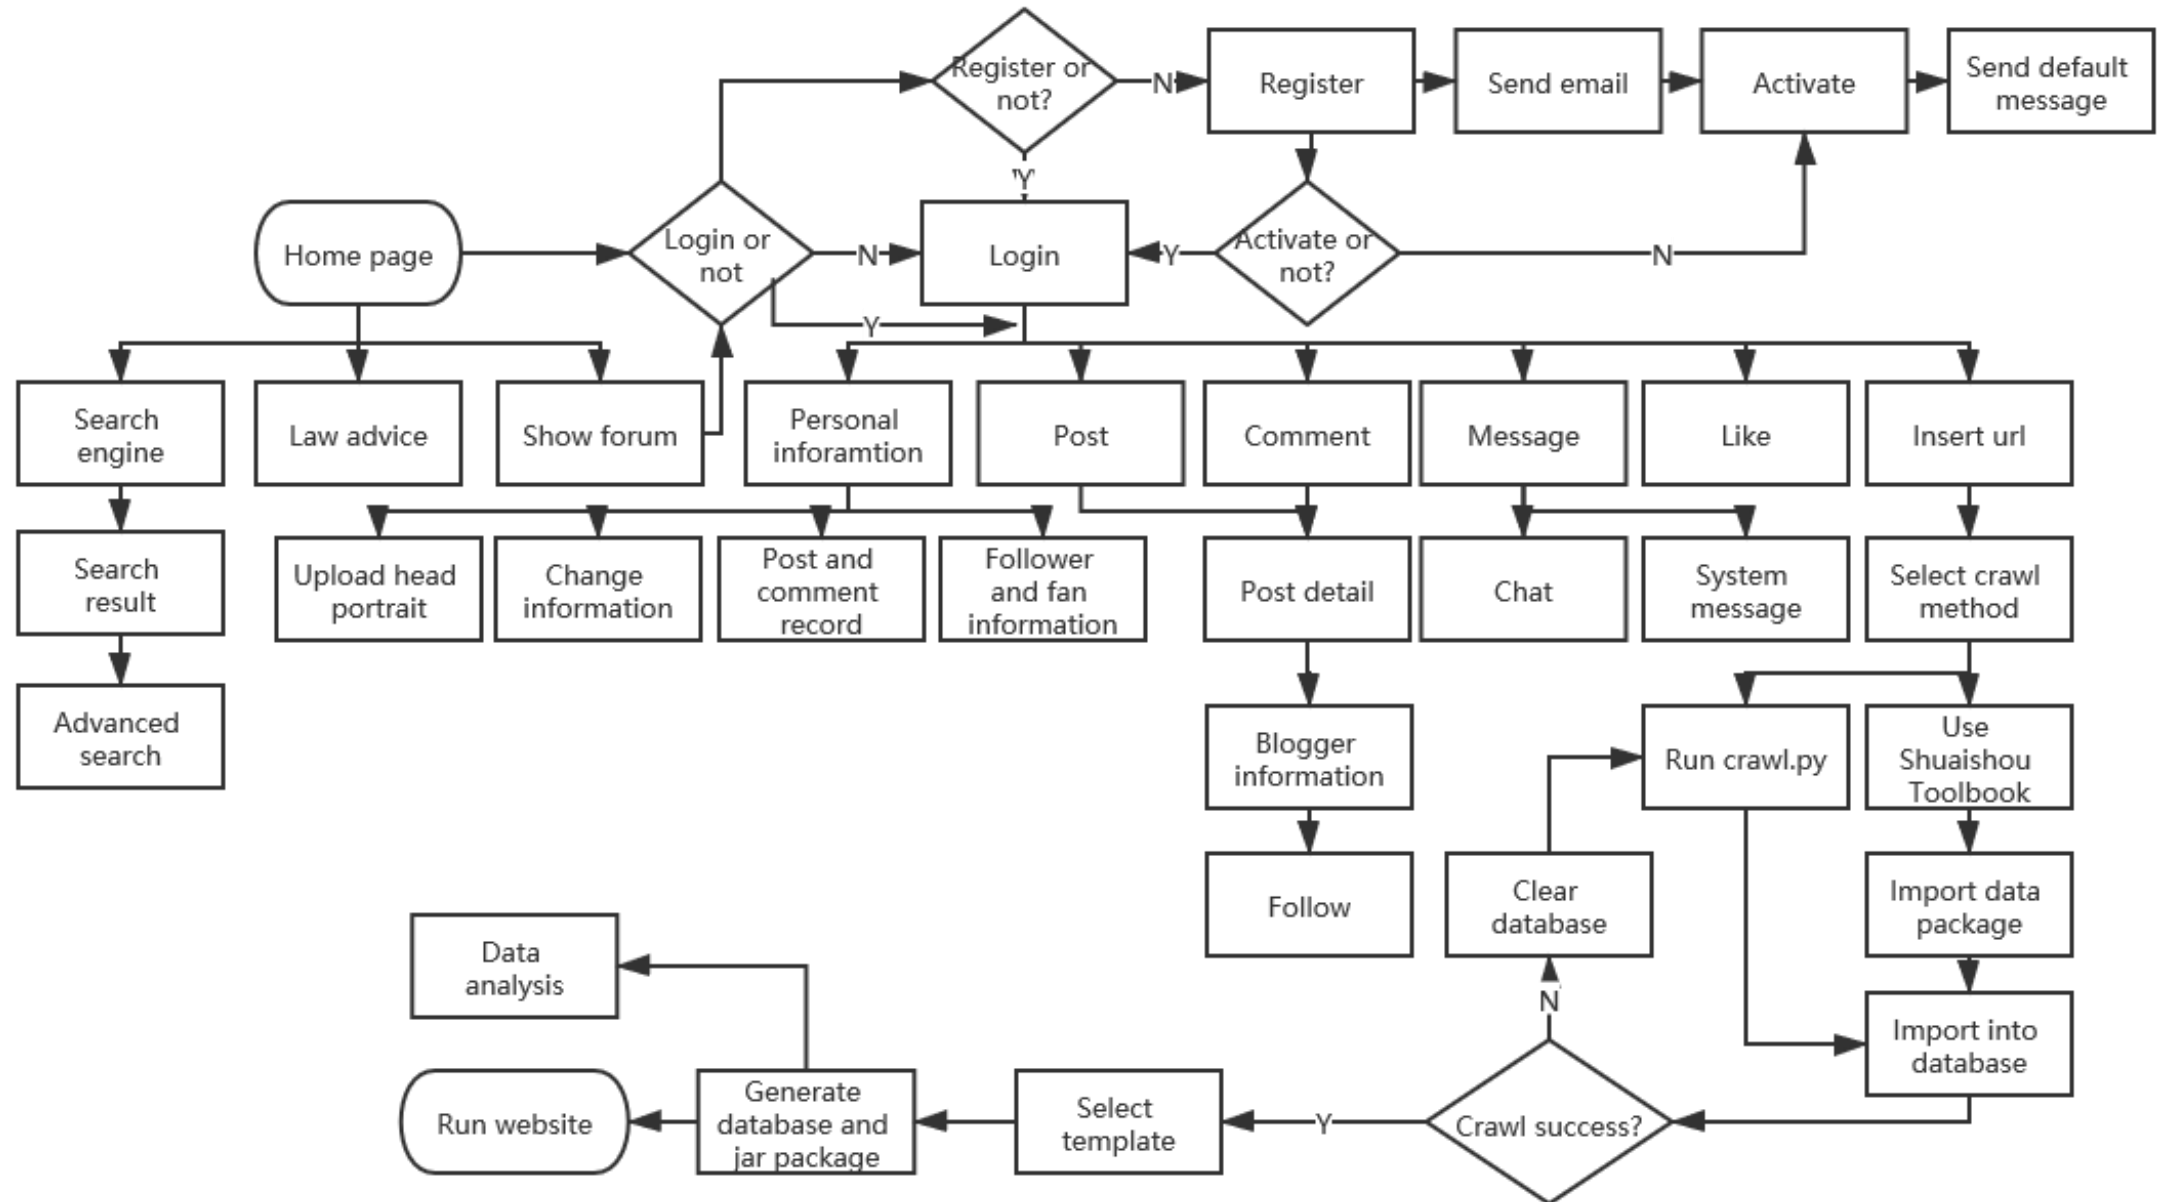 Register or
not?
N
Register
Send email
Activate
Send default
message
Y
Home page
Login or
not
N
Login
Y
Activate or
not?
N
Y
Search
engine
Law advice
Show forum
Personal
inforamtion
Post
Comment
Message
Like
Insert url
Search
result
Upload head
portrait
Change
information
Post and
comment
record
Follower
and fan
information
Post detail
Chat
System
message
Select crawl
method
Advanced
search
Blogger
information
Run crawl.py
Use
Shuaishou
Toolbook
Follow
Clear
database
Import data
package
Data
analysis
N
Import into
database
Run website
Generate
database and
jar package
Select
template
Y
Crawl success?